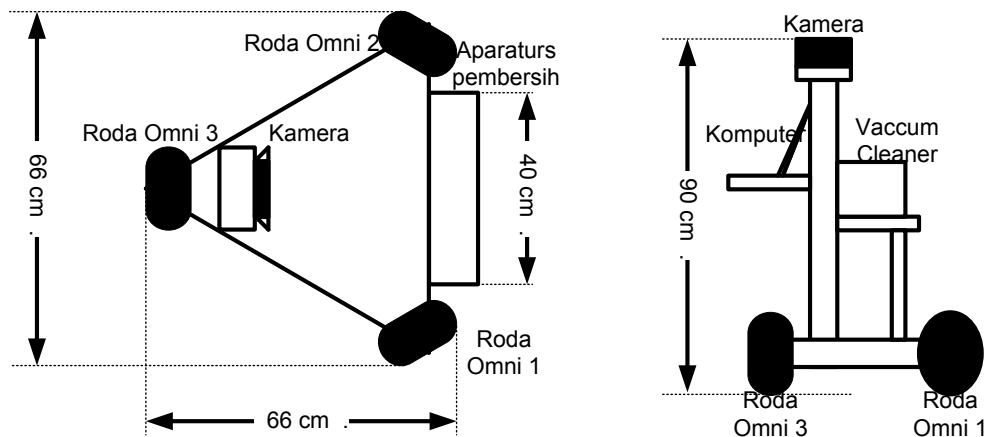 Roda Omni 2
Aparaturs
pembersih
Roda Omni 3
Kamera
66 cm .
40 cm .
Roda
Omni 1
66 cm .
Kamera
Komputer
Vaccum
Cleaner
90 cm .
Roda
Omni 3
Roda
Omni 1